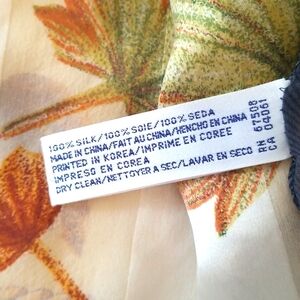 100% SILK/100% SOIE/100% SEDA
MADE IN CHINA/FAIT AU CHINA/HENCHO EN CHINA
PRINTED IN KOREA/IMPRIME EN COREE
IMPRESO EN COREA
DRY CLEAN/NETTOYER A SEC/LAVAR EN SECO
RN 67508
CA 04061